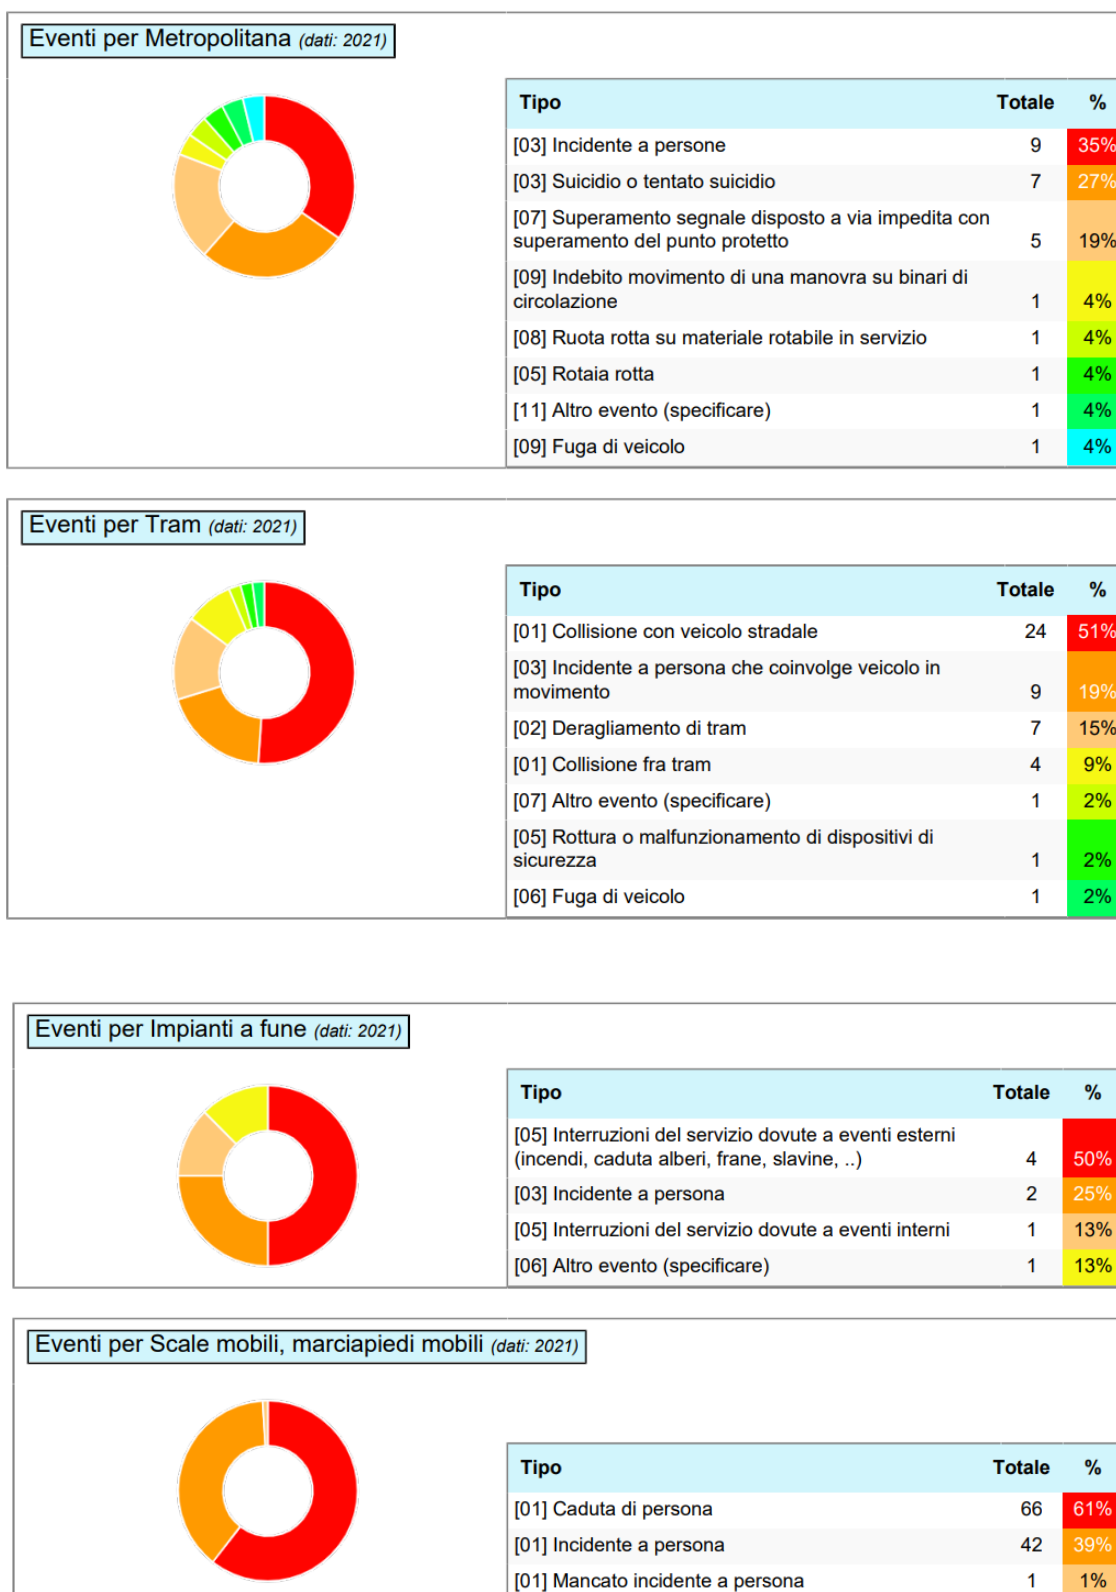 Eventi per Metropolitana (dati: 2021)
Tipo Totale %
[03] Incidente a persone 9 35%
[03] Suicidio o tentato suicidio 7 27%
[07] Superamento segnale disposto a via impedita con
superamento del punto protetto 5 19%
[09] Indebito movimento di una manovra su binari di
circolazione 1 4%
[08] Ruota rotta su materiale rotabile in servizio 1 4%
[05] Rotaia rotta 1 4%
[11] Altro evento (specificare) 1 4%
[09] Fuga di veicolo 1 4%
Eventi per Tram (dati: 2021)
Tipo Totale %
[01] Collisione con veicolo stradale 24 51%
[03] Incidente a persona che coinvolge veicolo in
movimento 9 19%
[02] Deragliamento di tram 7 15%
[01] Collisione fra tram 4 9%
[07] Altro evento (specificare) 1 2%
[05] Rottura o malfunzionamento di dispositivi di
sicurezza 1 2%
[06] Fuga di veicolo 1 2%
Eventi per Impianti a fune (dati: 2021)
Tipo Totale %
[05] Interruzioni del servizio dovute a eventi esterni
(incendi, caduta alberi, frane, slavine, ..) 4 50%
[03] Incidente a persona 2 25%
[05] Interruzioni del servizio dovute a eventi interni 1 13%
[06] Altro evento (specificare) 1 13%
Eventi per Scale mobili, marciapiedi mobili (dati: 2021)
Tipo Totale %
[01] Caduta di persona 66 61%
[01] Incidente a persona 42 39%
[01] Mancato incidente a persona 1 1%